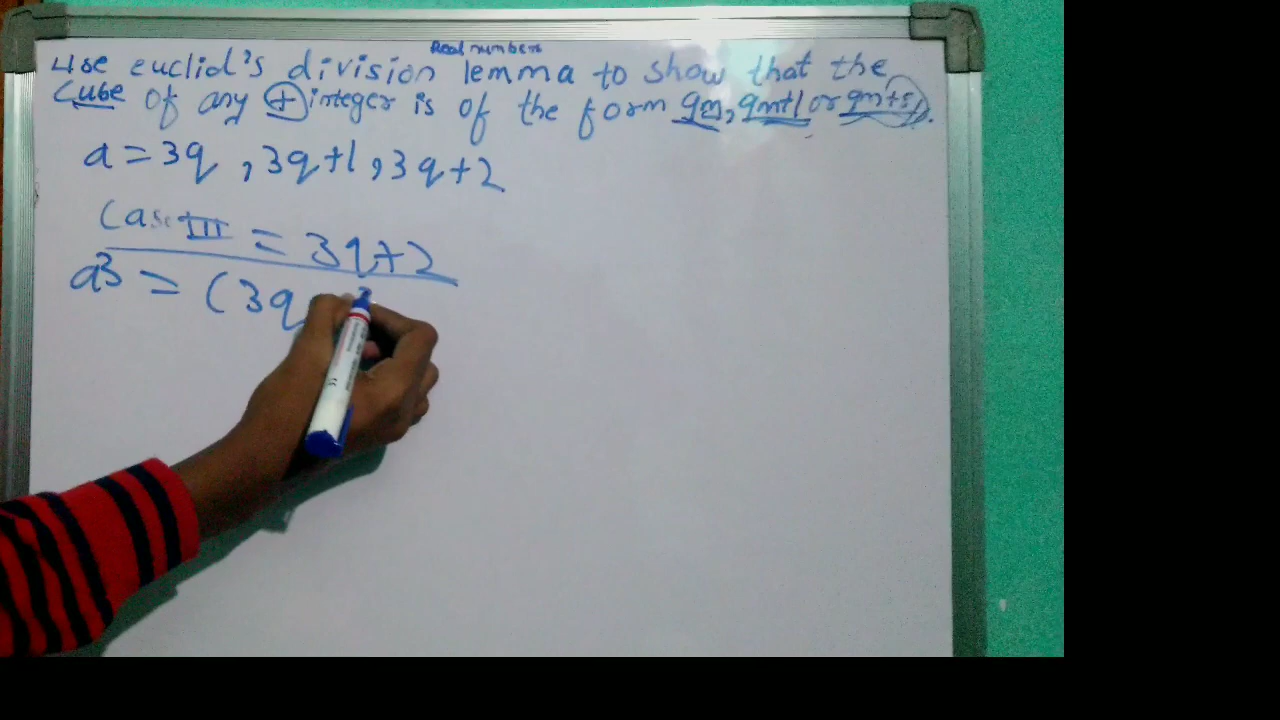 Real numbers
Use euclid's division lemma to show that the
Cube of any + integer is of the form 9m, 9m+1 or 9m+8.
a = 3q, 3q+1, 3q+2
Case III = 3q+2
a³ = (3q